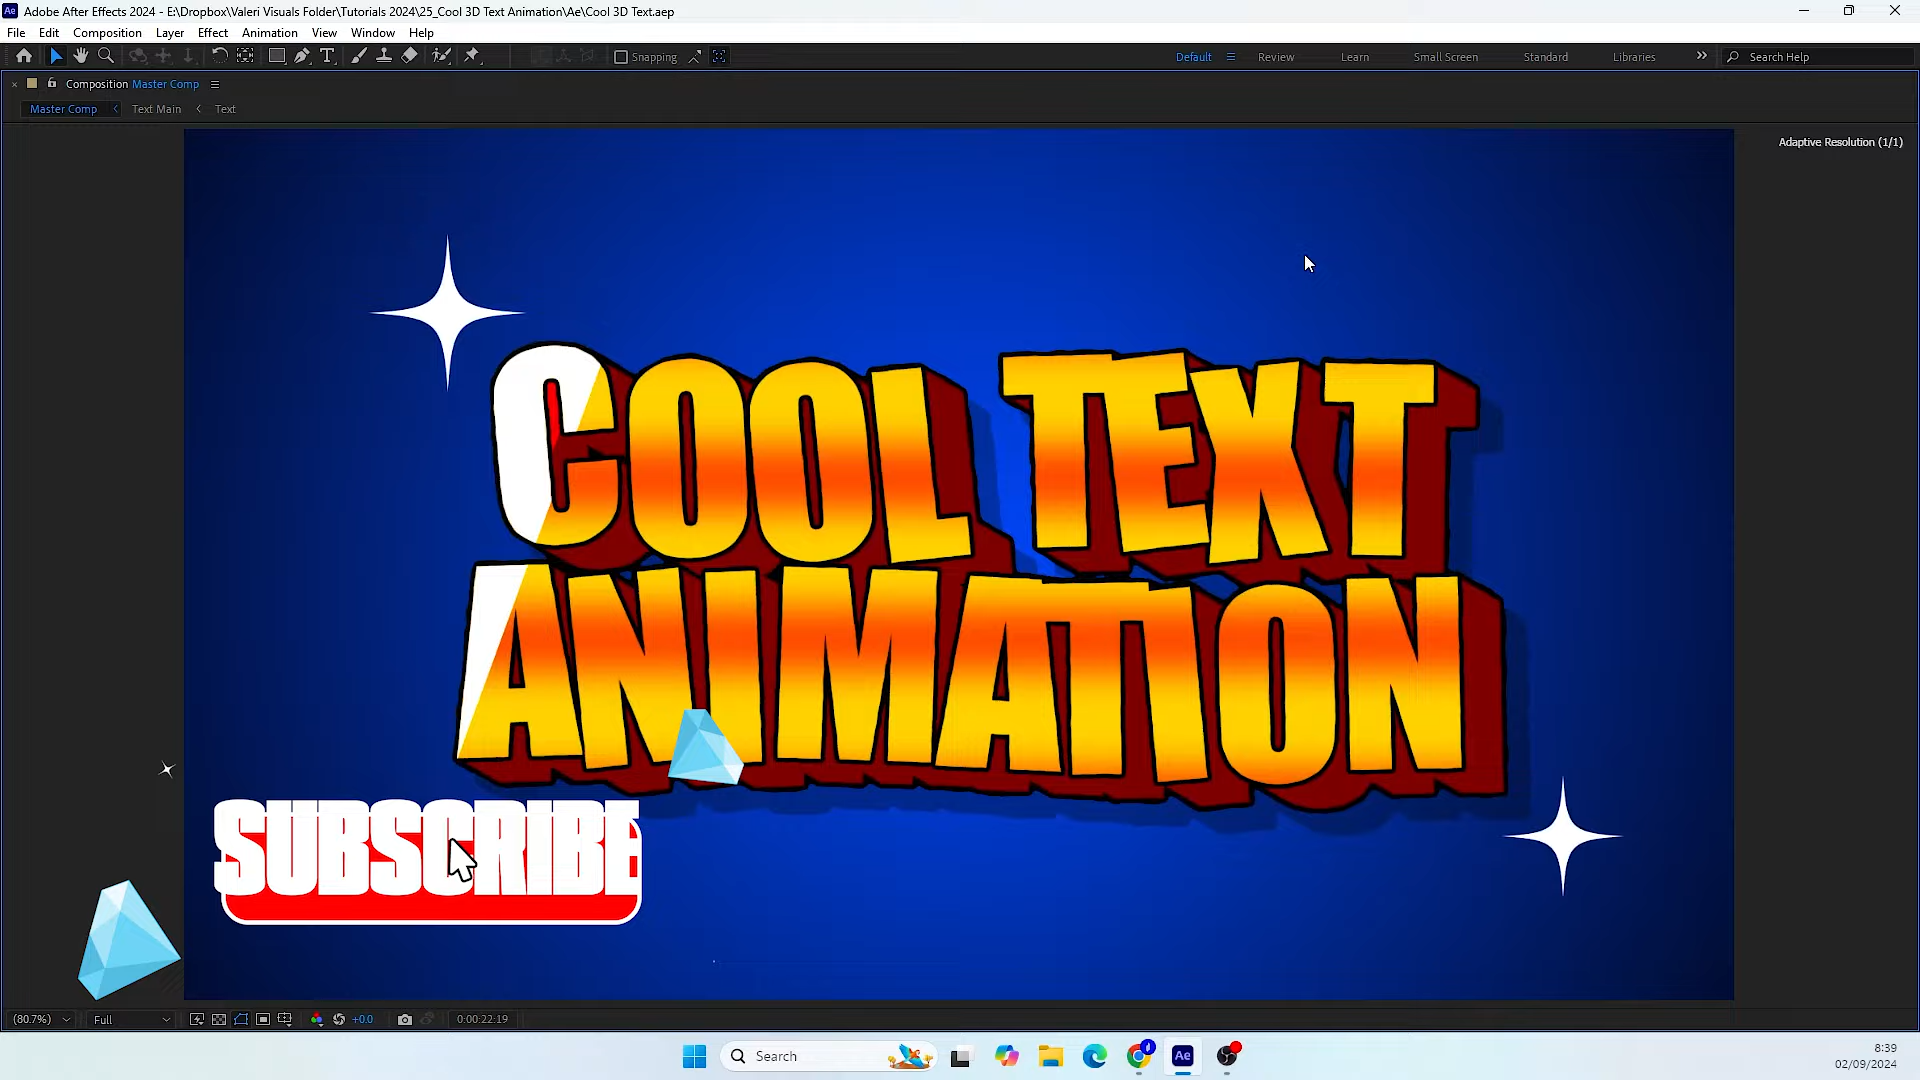 Ae Adobe After Effects 2024 - E:\Dropbox\Valeri Visuals Folder\Tutorials 2024\25_Cool 3D Text Animation\Ae\Cool 3D Text.aep
File Edit Composition Layer Effect Animation View Window Help
Snapping Default Review Learn Small Screen Standard Libraries Search Help
Composition Master Comp
Master Comp Text Main Text
Adaptive Resolution (1/1)
COOL TEXT
ANIMATION
SUBSCRIBE
(80.7%) Full +0.0 0:00:22:19
Search Ae
8:39
02/09/2024